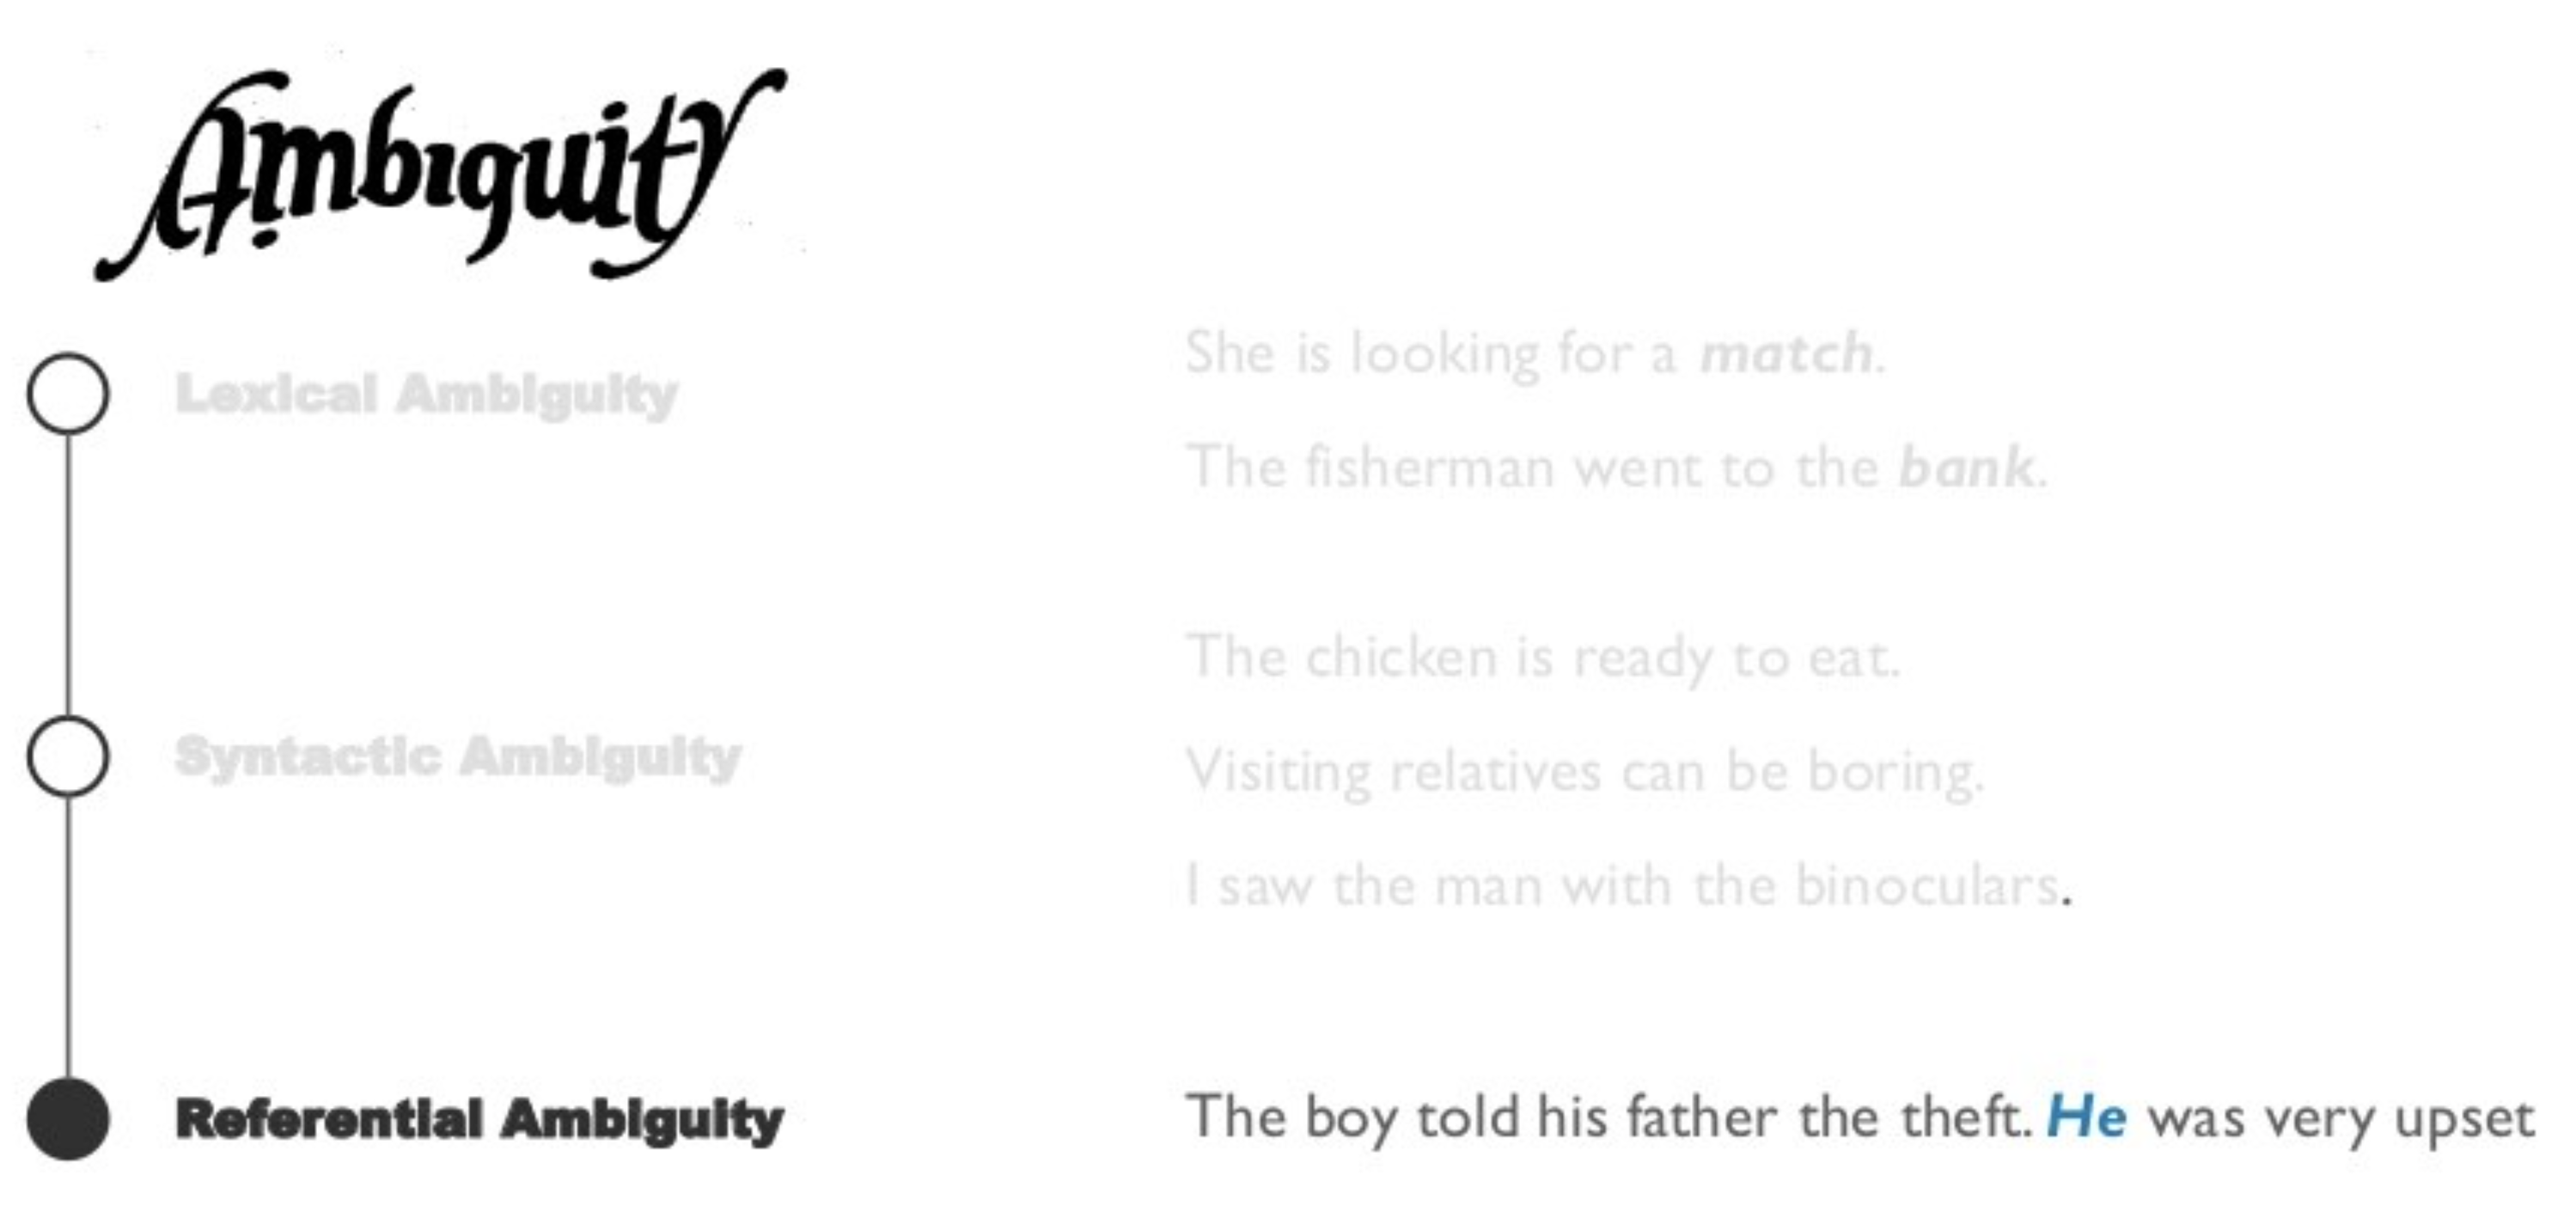 Ambiguity
Lexical Ambiguity
She is looking for a match.
The fisherman went to the bank.
Syntactic Ambiguity
The chicken is ready to eat.
Visiting relatives can be boring.
I saw the man with the binoculars.
Referential Ambiguity
The boy told his father the theft. He was very upset